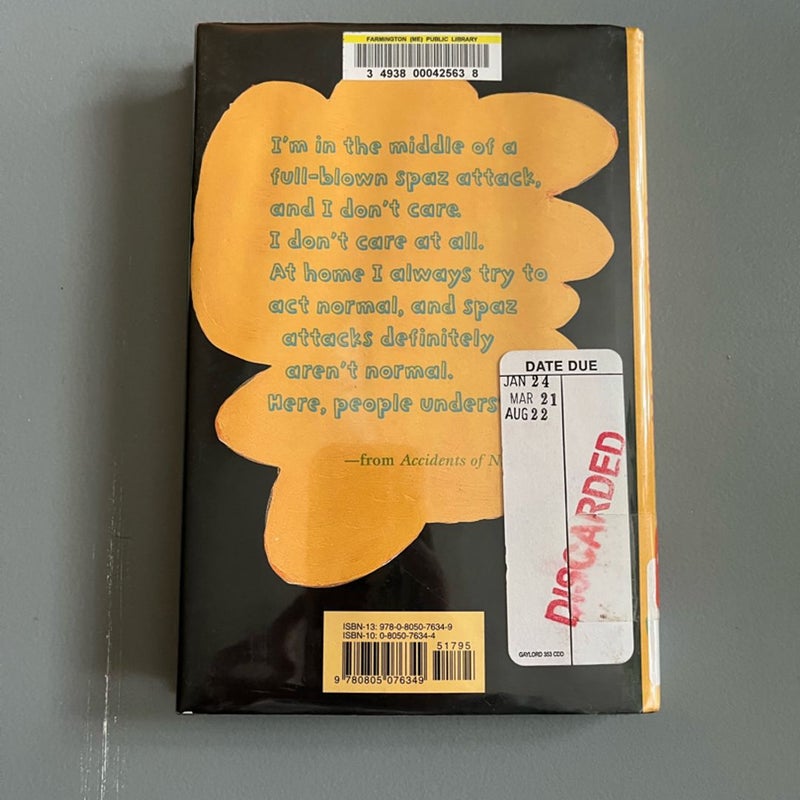 FARMINGTON (ME) PUBLIC LIBRARY
3 4938 00042563 8
I'm in the middle of a
full-blown spaz attack,
and I don't care.
I don't care at all.
At home I always try to
act normal, and spaz
attacks definitely
aren't normal.
Here, people unders
—from Accidents of N
DATE DUE
JAN 24
MAR 21
AUG 22
DISCARDED
GAYLORD 353 CDD
ISBN-13: 978-0-8050-7634-9
ISBN-10: 0-8050-7634-4
51795
9 780805 076349